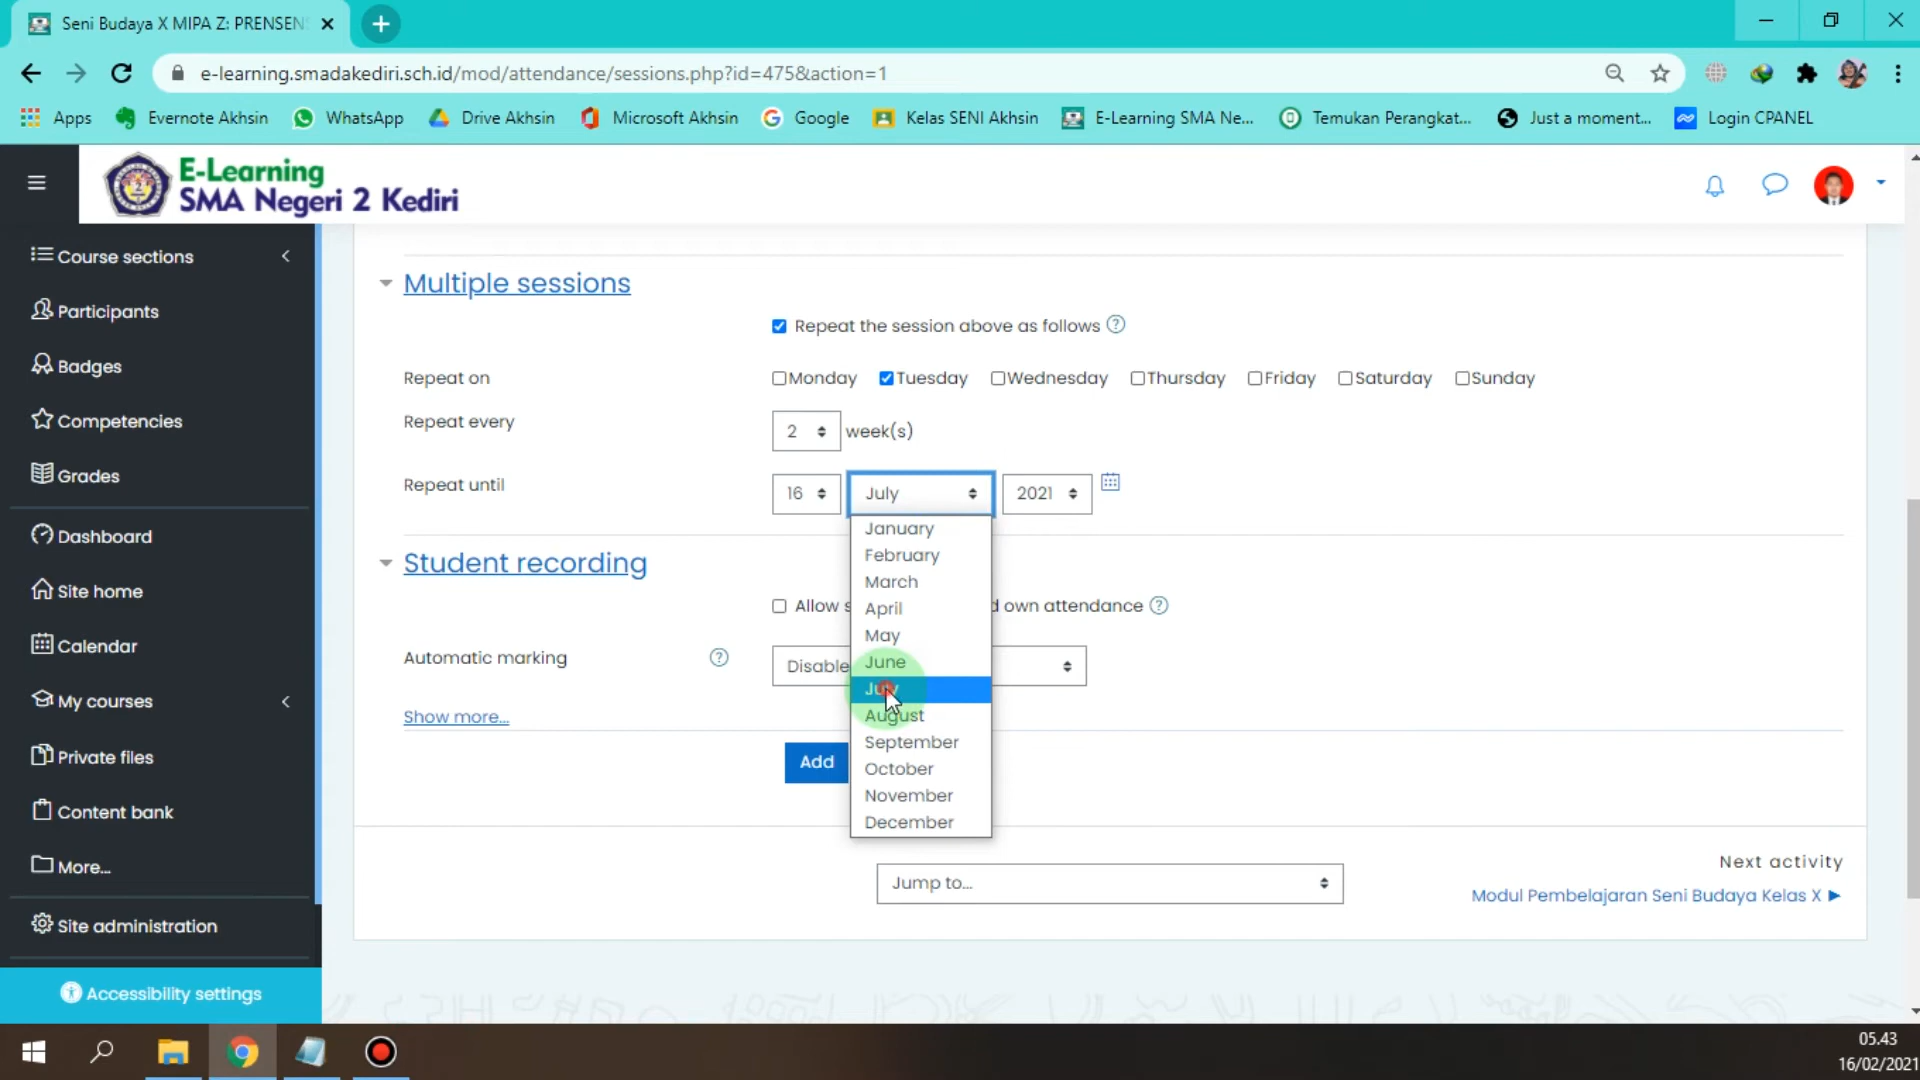 Seni Budaya X MIPA Z: PRENSEN
e-learning.smadakediri.sch.id/mod/attendance/sessions.php?id=475&action=1
Apps Evernote Akhsin WhatsApp Drive Akhsin Microsoft Akhsin Google Kelas SENI Akhsin E-Learning SMA Ne... Temukan Perangkat... Just a moment... Login CPANEL
E-Learning
SMA Negeri 2 Kediri
Course sections
Participants
Badges
Competencies
Grades
Dashboard
Site home
Calendar
My courses
Private files
Content bank
More...
Site administration
Accessibility settings
Multiple sessions
Repeat the session above as follows
Repeat on Monday Tuesday Wednesday Thursday Friday Saturday Sunday
Repeat every 2 week(s)
Repeat until 16 July 2021
January
February
March
April
May
June
July
August
September
October
November
December
Student recording
Allow s d own attendance
Automatic marking Disable
Show more...
Add
Jump to...
Next activity
Modul Pembelajaran Seni Budaya Kelas X ►
05.43
16/02/2021